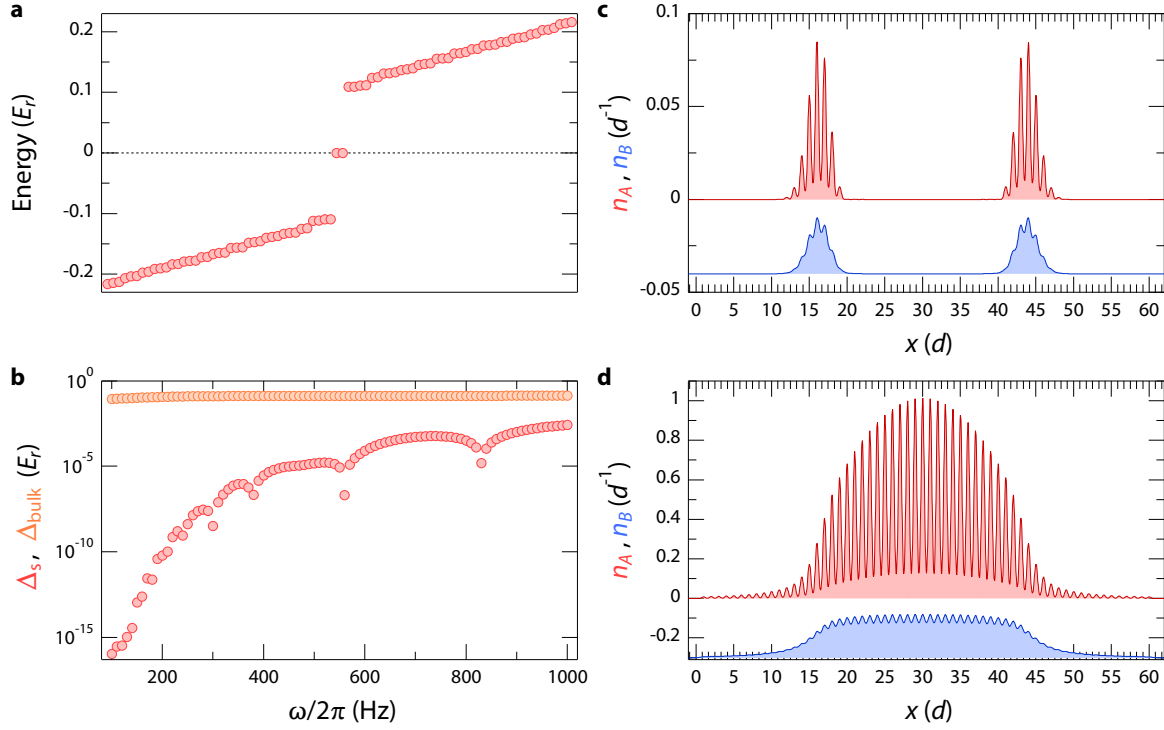 a
0.2
0.1
0
-0.1
-0.2
Energy (E_r)
b
10^0
10^-5
10^-10
10^-15
Δ_s , Δ_bulk (E_r)
200 400 600 800 1000
ω/2π (Hz)
c
0.1
0.05
0
-0.05
n_A , n_B (d^-1)
0 5 10 15 20 25 30 35 40 45 50 55 60
x (d)
d
1
0.8
0.6
0.4
0.2
0
-0.2
n_A , n_B (d^-1)
0 5 10 15 20 25 30 35 40 45 50 55 60
x (d)